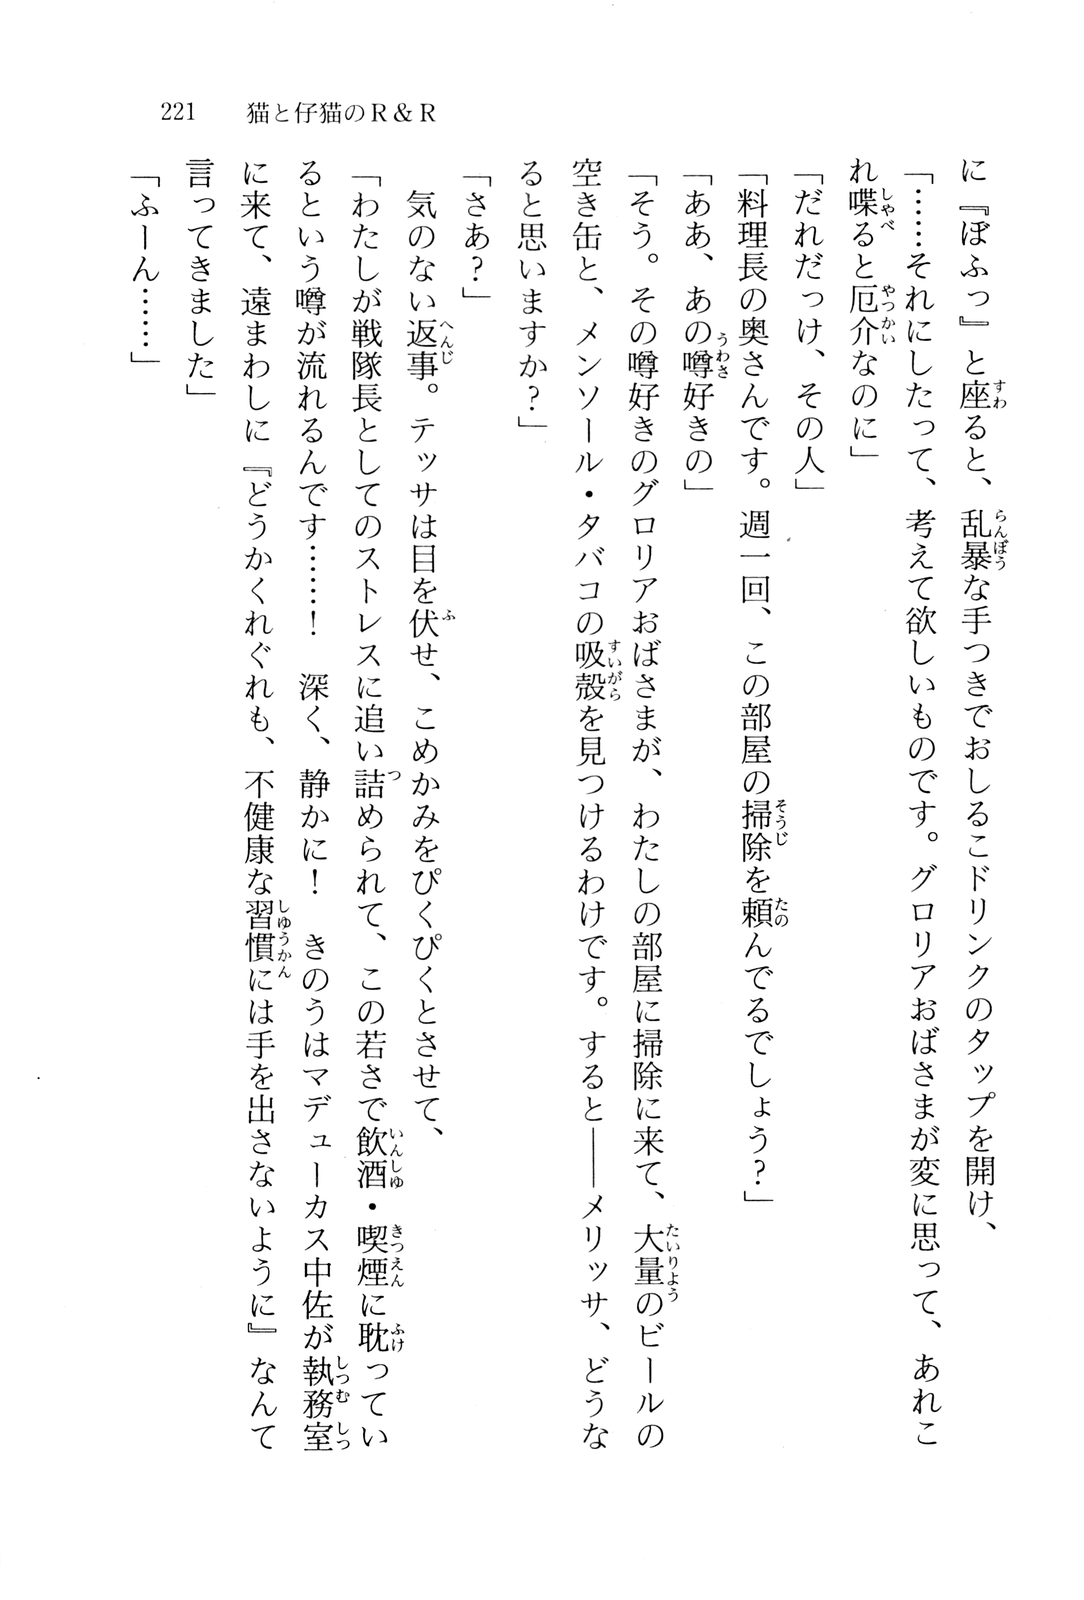 221　猫と仔猫のR＆R
に『ぼふっ』と座ると、乱暴な手つきでおしるこドリンクのタップを開け、
「……それにしたって、考えて欲しいものです。グロリアおばさまが変に思って、あれこ
れ喋ると厄介なのに」
「だれだっけ、その人」
「料理長の奥さんです。週一回、この部屋の掃除を頼んでるでしょう？」
「ああ、あの噂好きの」
「そう。その噂好きのグロリアおばさまが、わたしの部屋に掃除に来て、大量のビールの
空き缶と、メンソール・タバコの吸殻を見つけるわけです。すると――メリッサ、どうな
ると思いますか？」
「さあ？」
　気のない返事。テッサは目を伏せ、こめかみをぴくぴくとさせて、
「わたしが戦隊長としてのストレスに追い詰められて、この若さで飲酒・喫煙に耽ってい
るという噂が流れるんです……！　深く、静かに！　きのうはマデューカス中佐が執務室
に来て、遠まわしに『どうかくれぐれも、不健康な習慣には手を出さないように』なんて
言ってきました」
「ふーん……」